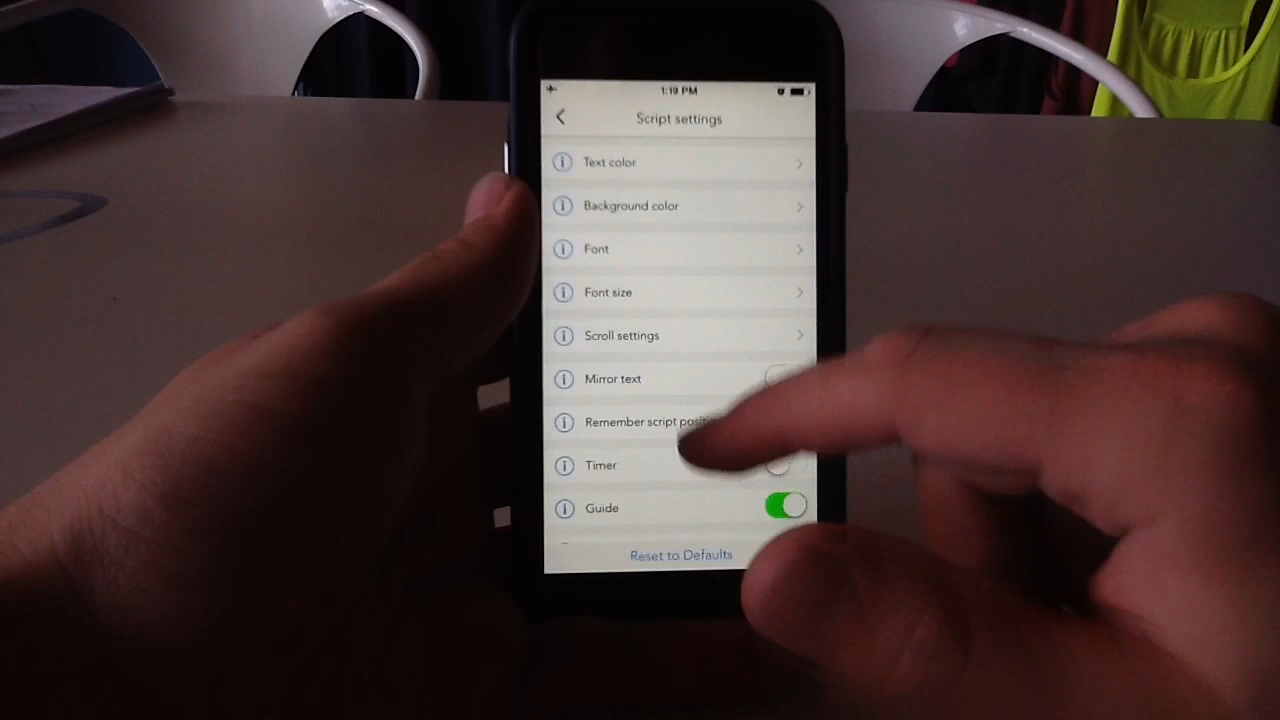 1:19 PM
Script settings
Text color
Background color
Font
Font size
Scroll settings
Mirror text
Remember script
Timer
Guide
Reset to Defaults